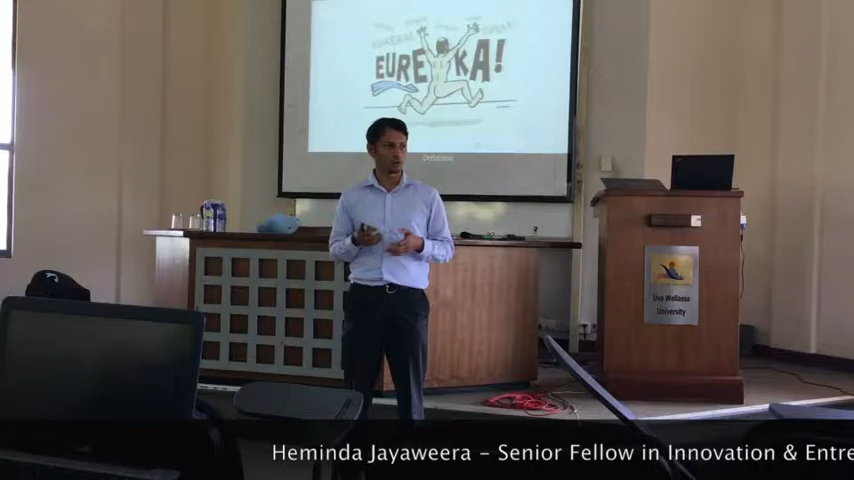 EUREKA!
Uva Wellassa
University
Heminda Jayaweera – Senior Fellow in Innovation & Entre